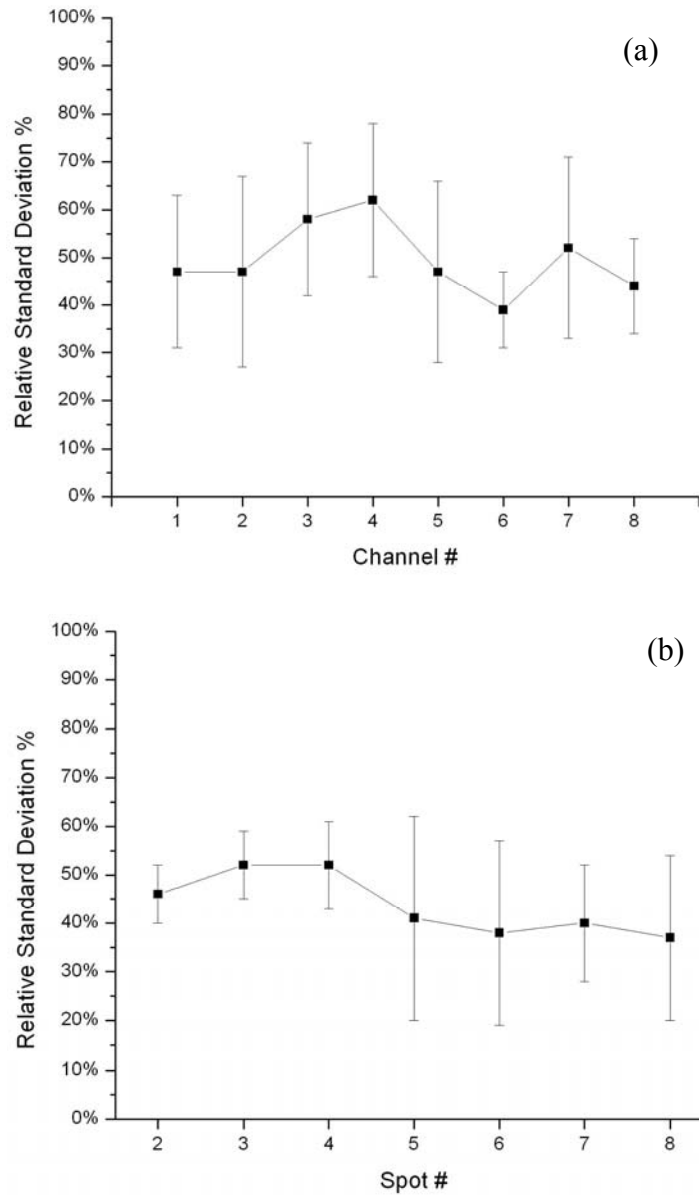 (a)
100%
90%
80%
70%
60%
50%
40%
30%
20%
10%
0%
Relative Standard Deviation %
1 2 3 4 5 6 7 8
Channel #
(b)
100%
90%
80%
70%
60%
50%
40%
30%
20%
10%
0%
Relative Standard Deviation %
2 3 4 5 6 7 8
Spot #